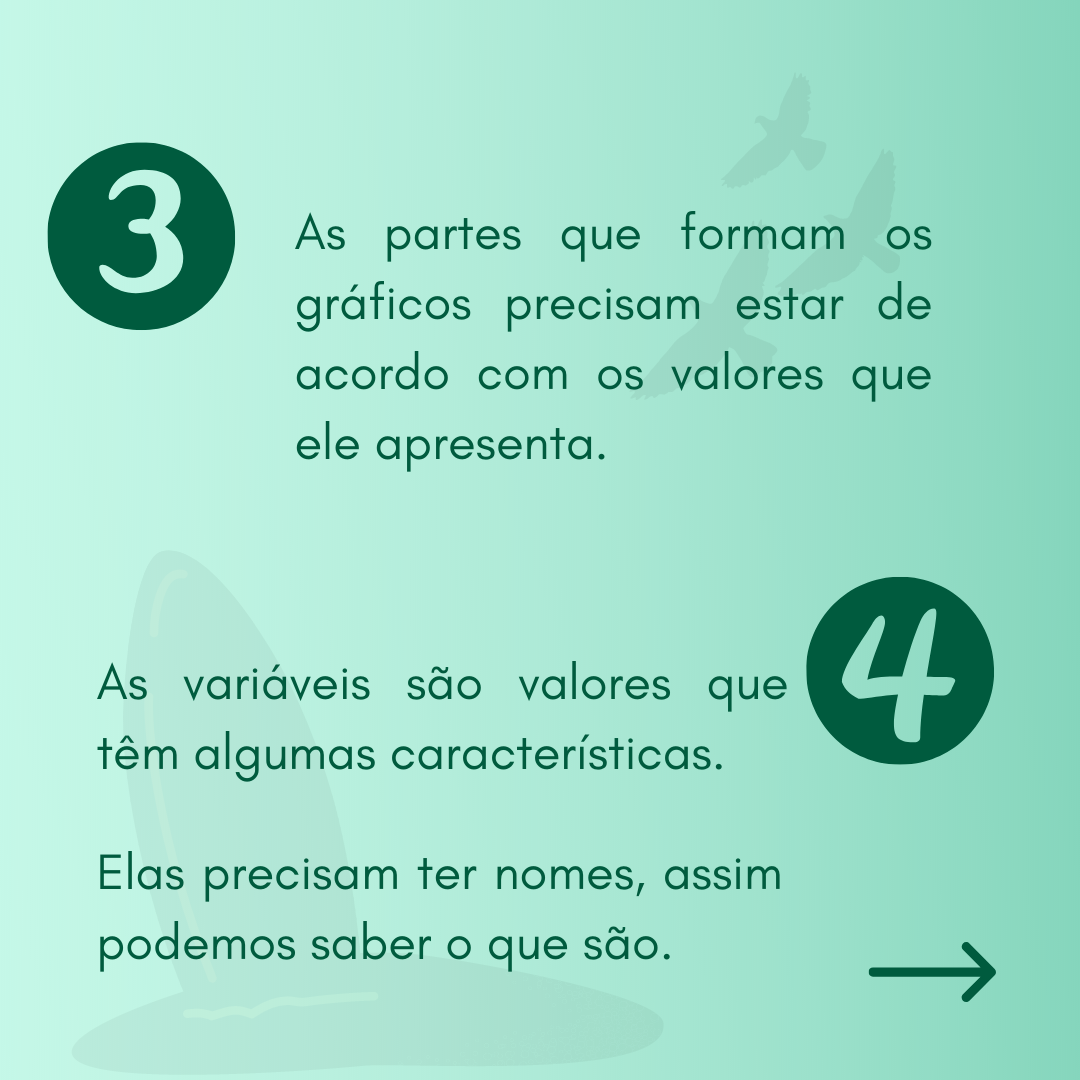 3
As partes que formam os
gráficos precisam estar de
acordo com os valores que
ele apresenta.
4
As variáveis são valores que
têm algumas características.
Elas precisam ter nomes, assim
podemos saber o que são.